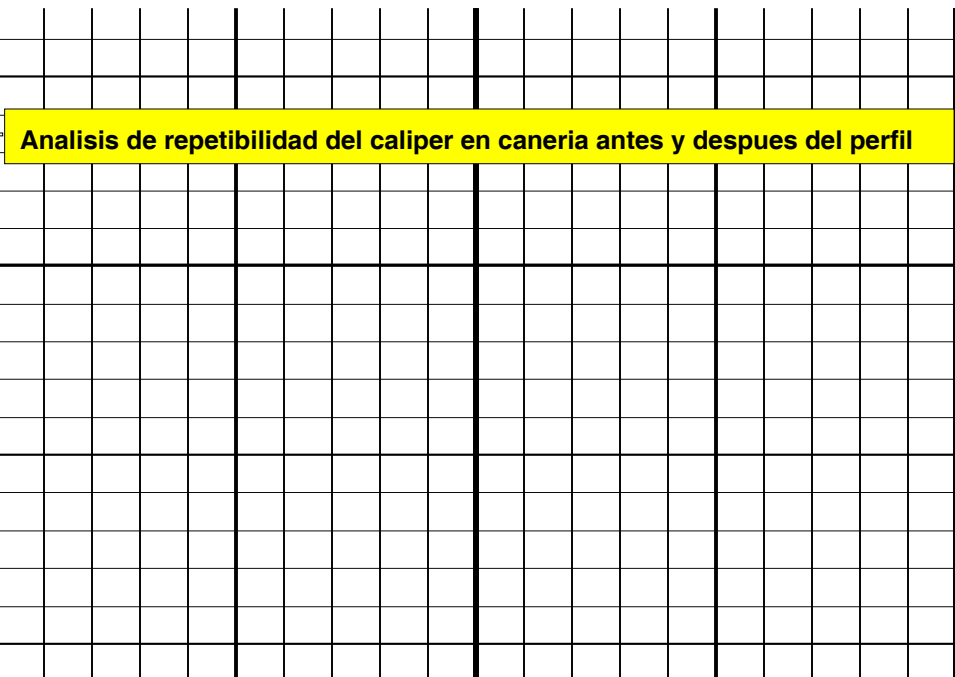 Analisis de repetibilidad del caliper en caneria antes y despues del perfil